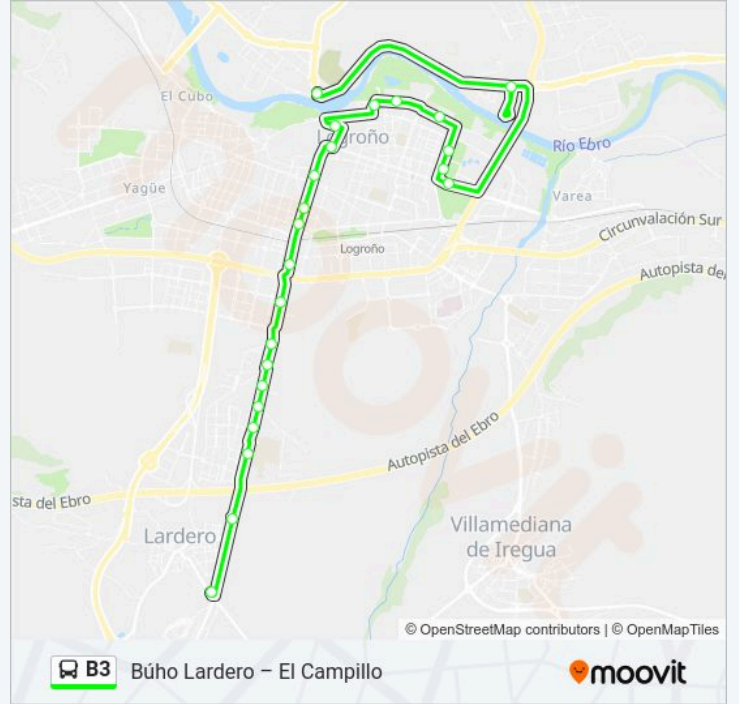 El Cubo
Logroño
Río Ebro
Yagüe
Varea
Circunvalación Sur
Logroño
Autopista del
Autopista del Ebro
sta del Ebro
Lardero
Villamediana
de Iregua
© OpenStreetMap contributors | © OpenMapTiles
B3 Búho Lardero – El Campillo
moovit